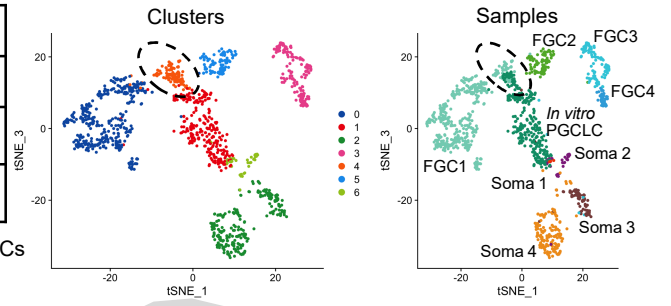 Clusters
20
0
-20
tSNE_3
-20
0
20
tSNE_1
0
1
2
3
4
5
6
Samples
20
0
-20
tSNE_3
-20
0
20
tSNE_1
FGC2
FGC3
FGC4
In vitro
PGCLC
FGC1
Soma 2
Soma 1
Soma 3
Soma 4
Cs